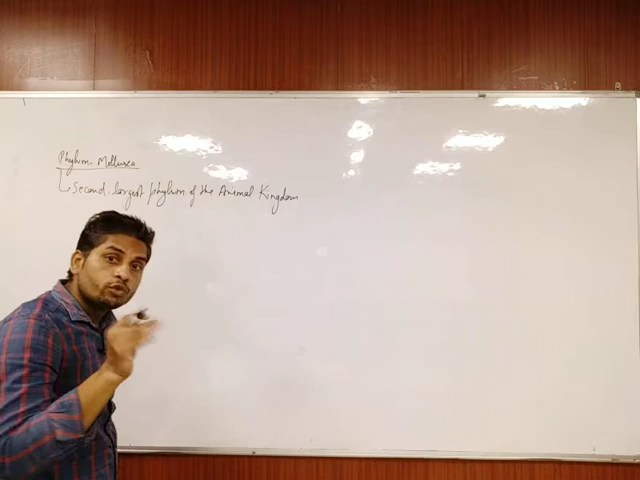 Phylum- Mollusca
Second largest phylum of the Animal Kingdom